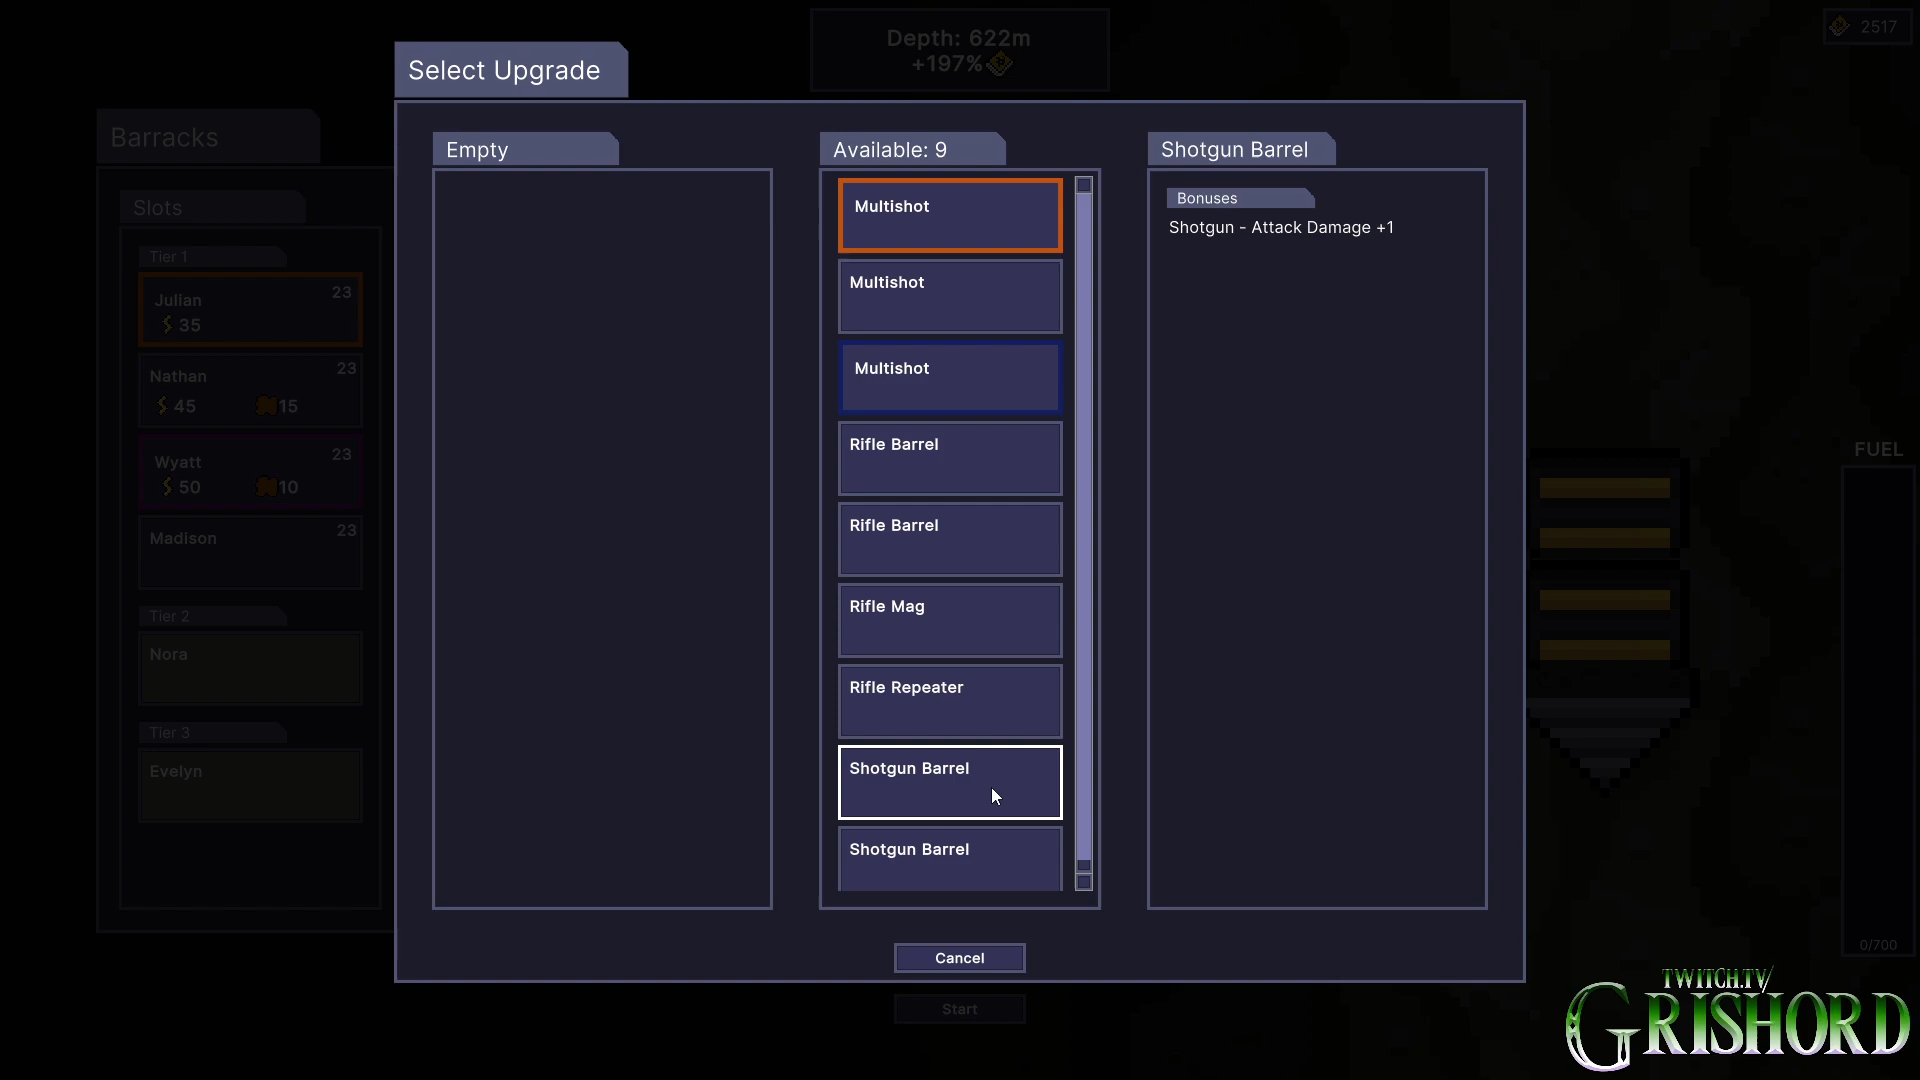 Depth: 622m
+197%
2517
Select Upgrade
Barracks
Slots
Tier 1
Julian 23
35
Nathan 23
45 15
Wyatt 23
50 10
Madison 23
Tier 2
Nora
Tier 3
Evelyn
Empty
Available: 9
Multishot
Multishot
Multishot
Rifle Barrel
Rifle Barrel
Rifle Mag
Rifle Repeater
Shotgun Barrel
Shotgun Barrel
Shotgun Barrel
Bonuses
Shotgun - Attack Damage +1
Cancel
Start
FUEL
0/700
TWITCH.TV/
GRISHORD